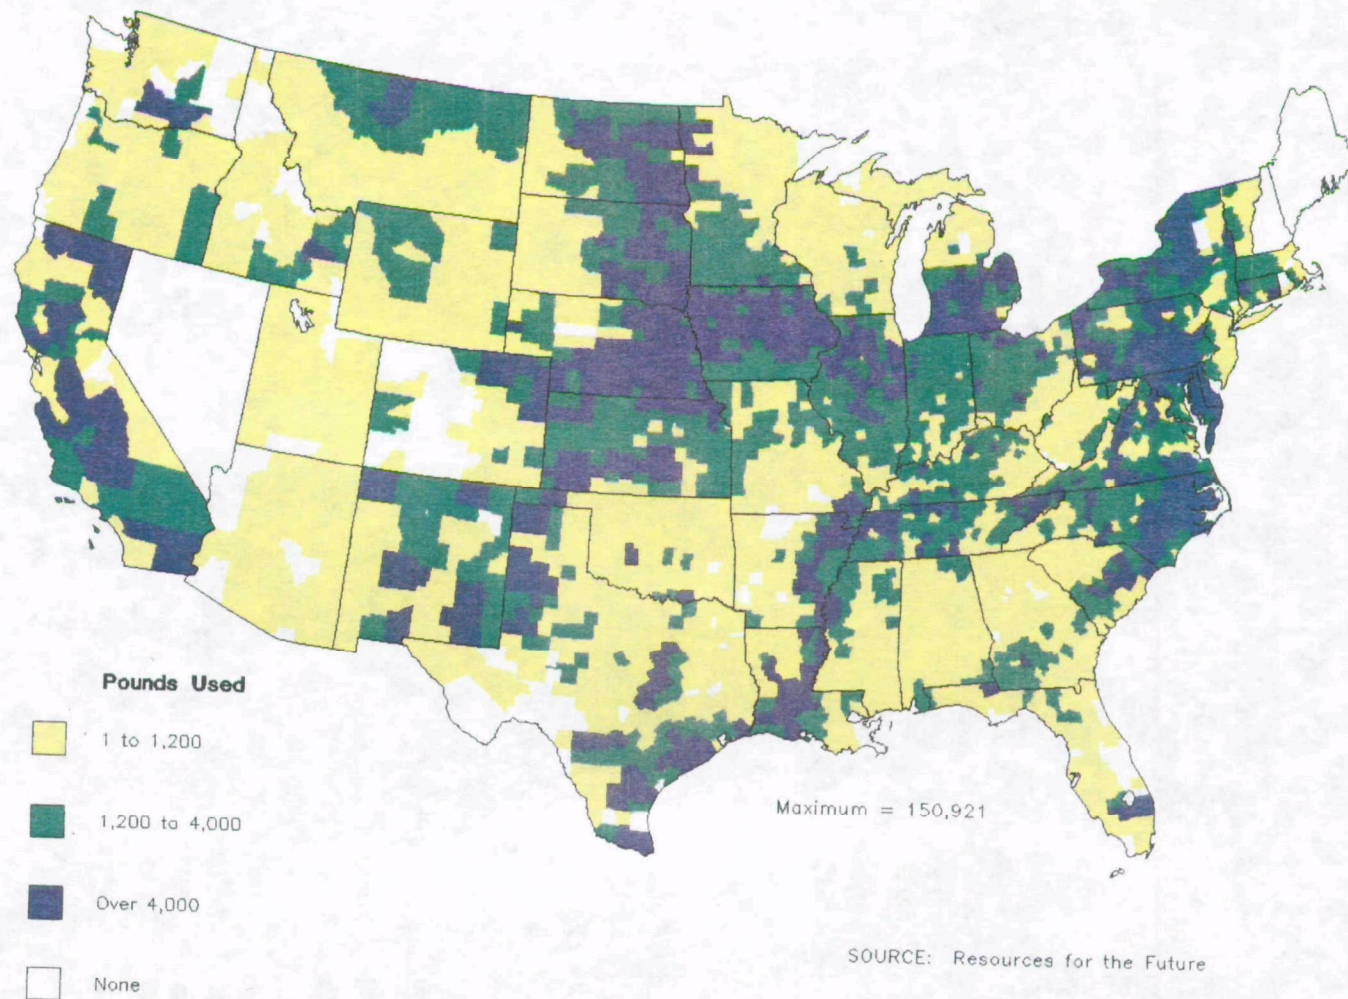 Pounds Used
1 to 1,200
1,200 to 4,000
Over 4,000
None
Maximum = 150,921
SOURCE: Resources for the Future